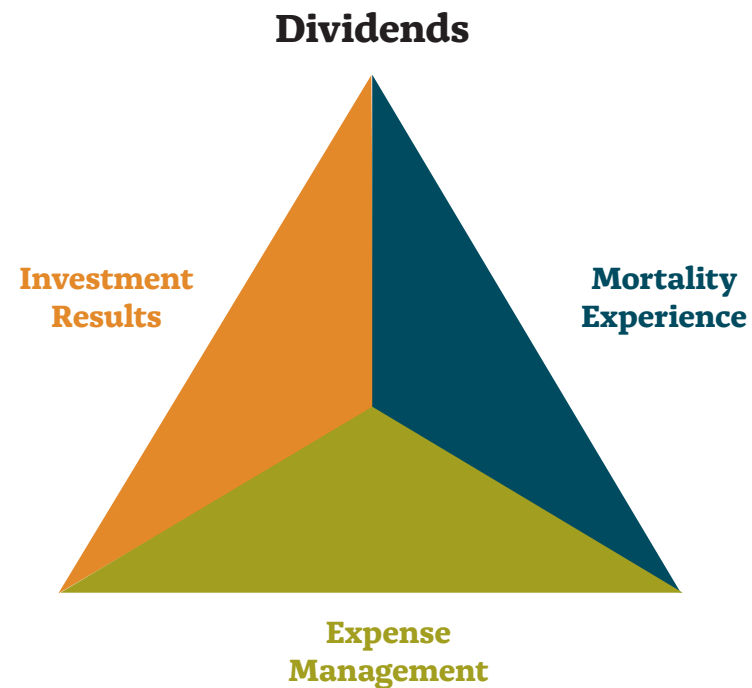 Dividends
Investment
Results
Mortality
Experience
Expense
Management